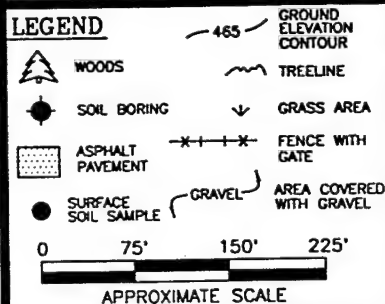 LEGEND
WOODS
SOIL BORING
ASPHALT
PAVEMENT
SURFACE
SOIL SAMPLE
465
GROUND
ELEVATION
CONTOUR
TREELINE
GRASS AREA
FENCE WITH
GATE
GRAVEL
AREA COVERED
WITH GRAVEL
0 75' 150' 225'
APPROXIMATE SCALE